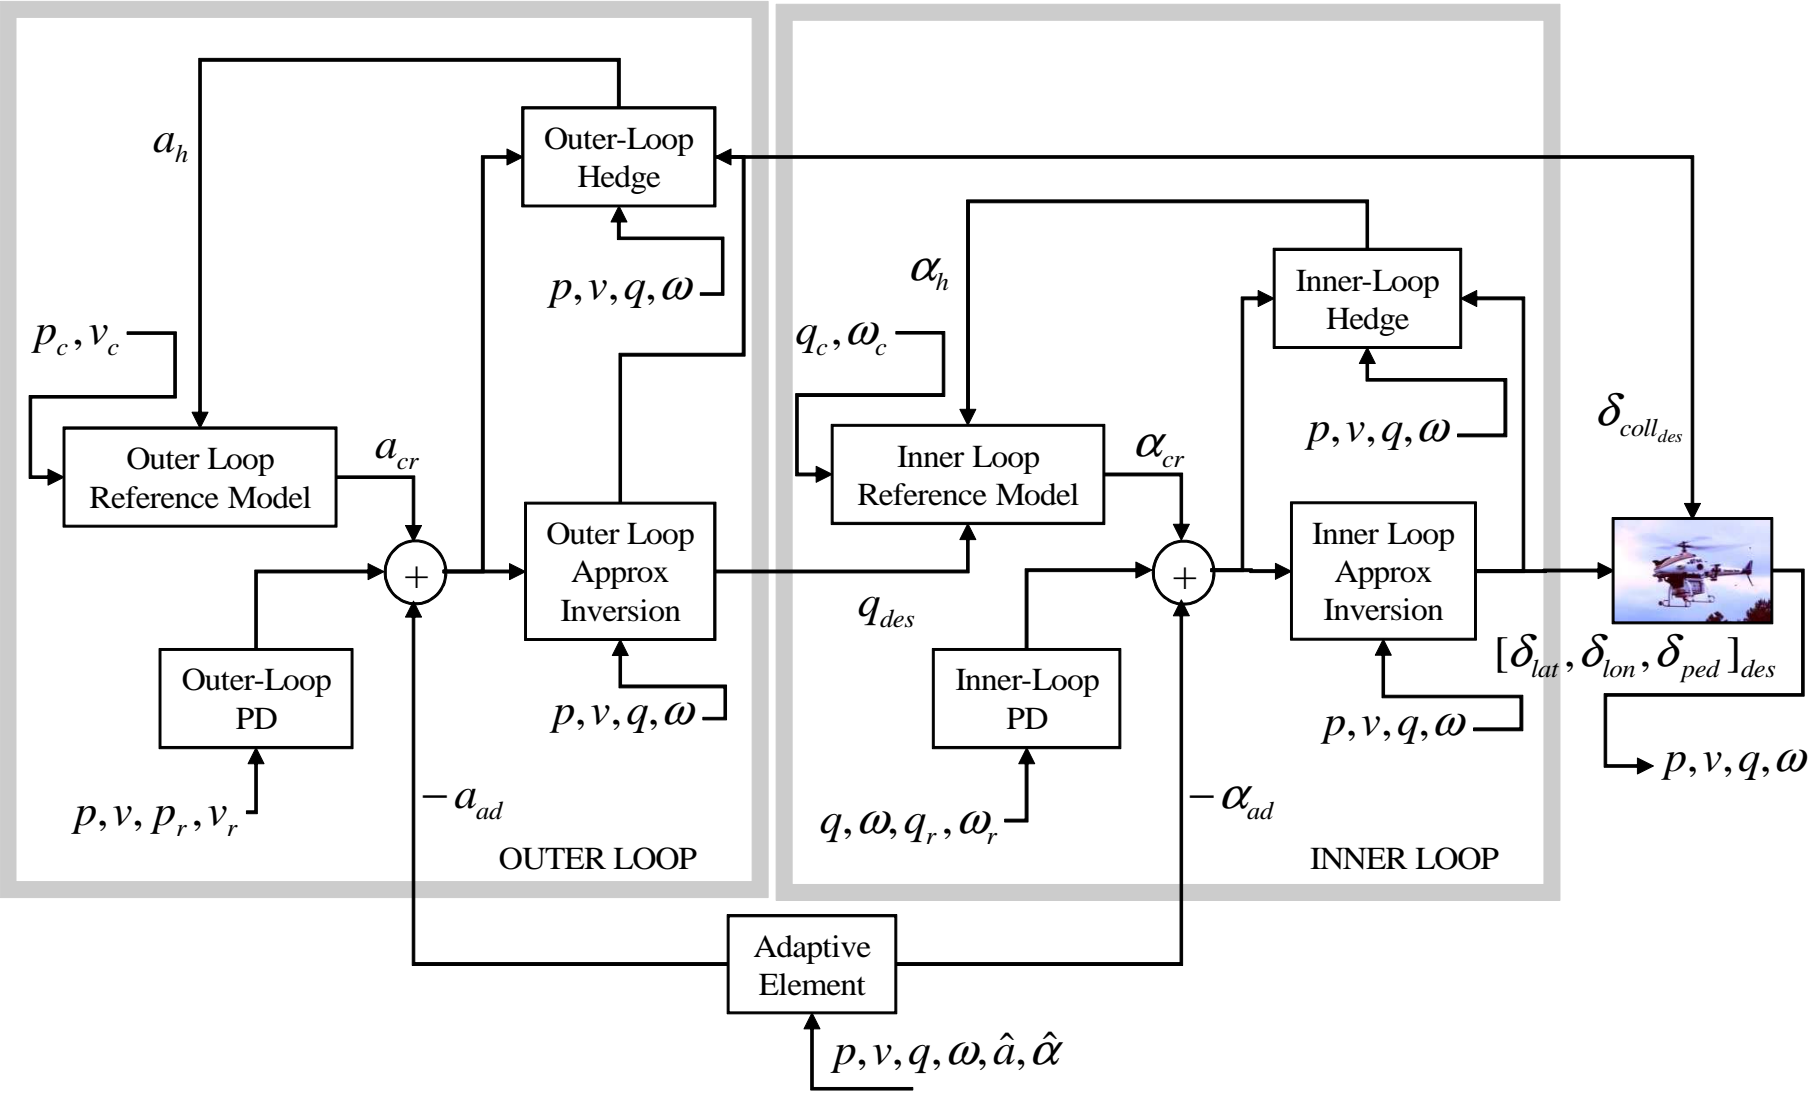 Outer-Loop
Hedge
a_h
p, v, q, ω
p_c, v_c
Outer Loop
Reference Model
a_cr
+
Outer Loop
Approx
Inversion
Outer-Loop
PD
p, v, q, ω
p, v, p_r, v_r
−a_ad
OUTER LOOP
Inner-Loop
Hedge
α_h
q_c, ω_c
p, v, q, ω
Inner Loop
Reference Model
α_cr
q_des
+
Inner Loop
Approx
Inversion
Inner-Loop
PD
p, v, q, ω
q, ω, q_r, ω_r
−α_ad
INNER LOOP
δ_coll_des
[δ_lat, δ_lon, δ_ped]_des
p, v, q, ω
Adaptive
Element
p, v, q, ω, â, α̂